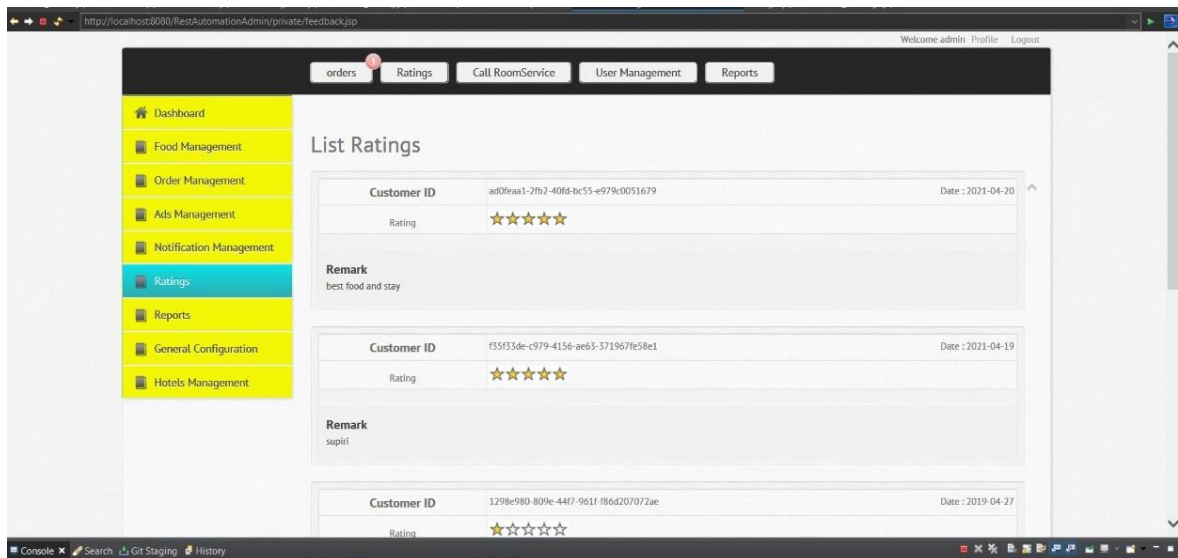 http://localhost:8080/RestAutomationAdmin/private/feedback.jsp
Welcome admin Profile Logout
orders 1 Ratings Call RoomService User Management Reports
Dashboard
Food Management
Order Management
Ads Management
Notification Management
Ratings
Reports
General Configuration
Hotels Management
List Ratings
Customer ID ad0feaa1-2fb2-40fd-bc55-e979c0051679 Date : 2021-04-20
Rating
Remark
best food and stay
Customer ID f35f33de-c979-4156-ae63-371967fe58e1 Date : 2021-04-19
Rating
Remark
supiri
Customer ID 1298e980-809e-44f7-961f-f86d207072ae Date : 2019-04-27
Rating
Console Search Git Staging History